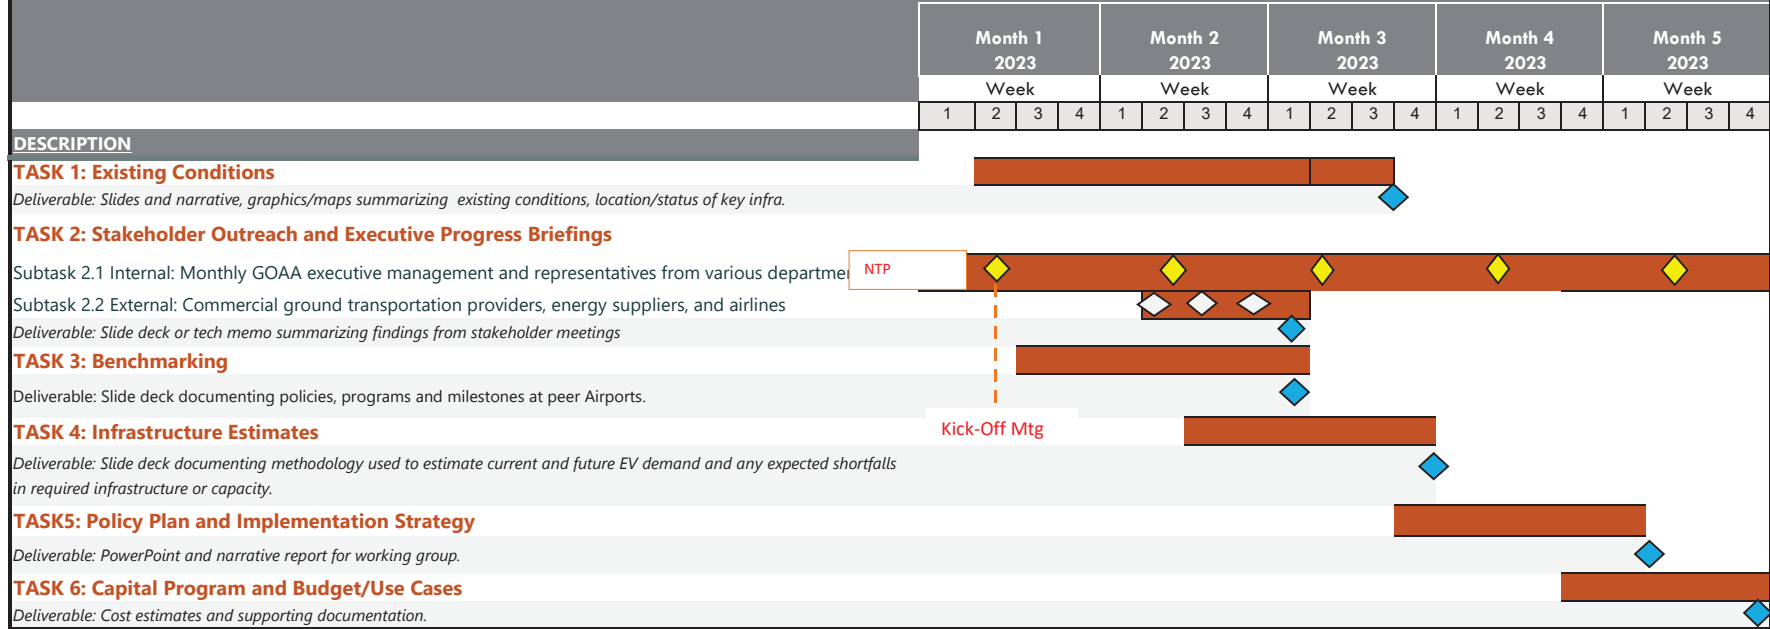 Month 1 Month 2 Month 3 Month 4 Month 5
2023 2023 2023 2023 2023
Week Week Week Week Week
1 2 3 4 1 2 3 4 1 2 3 4 1 2 3 4 1 2 3 4
DESCRIPTION
TASK 1: Existing Conditions
Deliverable: Slides and narrative, graphics/maps summarizing existing conditions, location/status of key infra.
TASK 2: Stakeholder Outreach and Executive Progress Briefings
Subtask 2.1 Internal: Monthly GOAA executive management and representatives from various departme NTP
Subtask 2.2 External: Commercial ground transportation providers, energy suppliers, and airlines
Deliverable: Slide deck or tech memo summarizing findings from stakeholder meetings
TASK 3: Benchmarking
Deliverable: Slide deck documenting policies, programs and milestones at peer Airports.
Kick-Off Mtg
TASK 4: Infrastructure Estimates
Deliverable: Slide deck documenting methodology used to estimate current and future EV demand and any expected shortfalls
in required infrastructure or capacity.
TASK5: Policy Plan and Implementation Strategy
Deliverable: PowerPoint and narrative report for working group.
TASK 6: Capital Program and Budget/Use Cases
Deliverable: Cost estimates and supporting documentation.